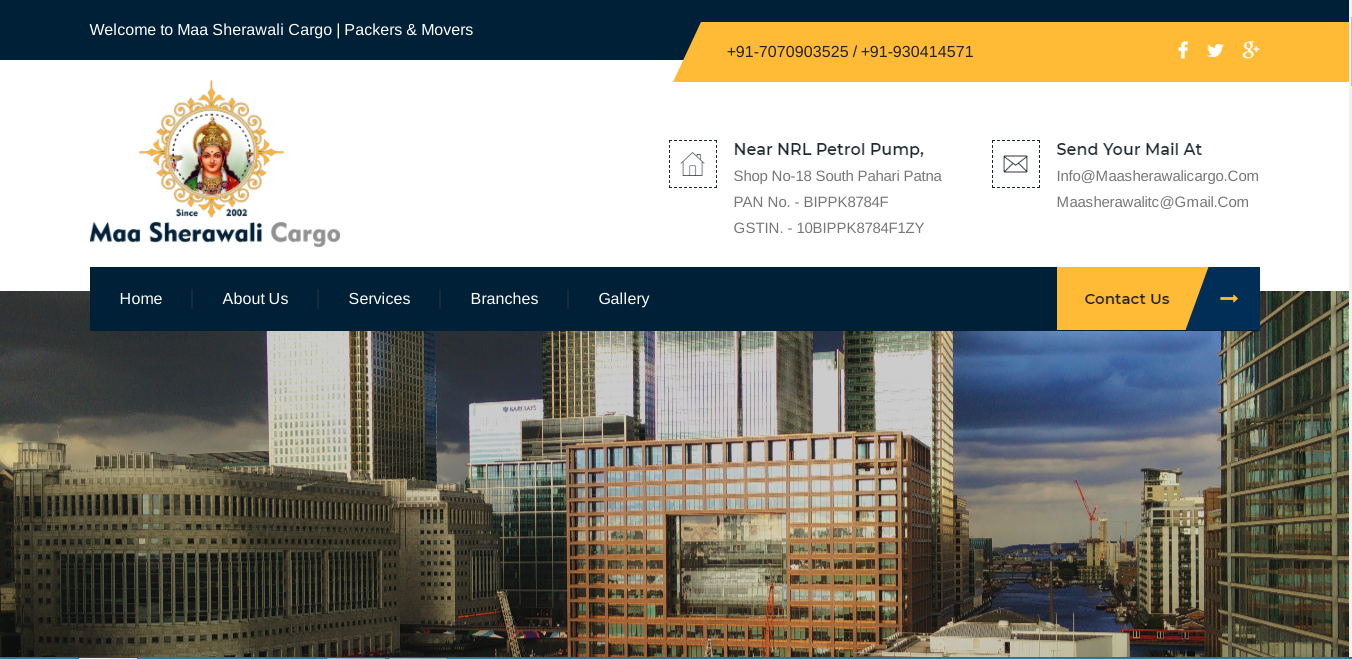 Welcome to Maa Sherawali Cargo | Packers & Movers
+91-7070903525 / +91-930414571
Since 2002
Maa Sherawali Cargo
Near NRL Petrol Pump,
Shop No-18 South Pahari Patna
PAN No. - BIPPK8784F
GSTIN. - 10BIPPK8784F1ZY
Send Your Mail At
Info@Maasherawalicargo.Com
Maasherawalitc@Gmail.Com
Home
About Us
Services
Branches
Gallery
Contact Us
BARCLAYS